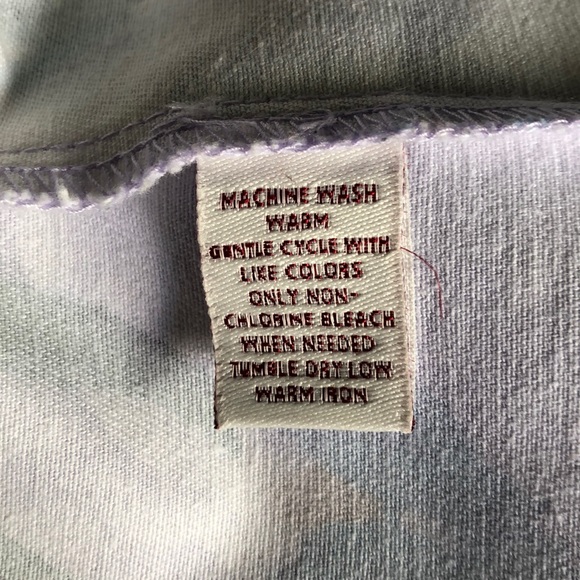 MACHINE WASH
WARM
GENTLE CYCLE WITH
LIKE COLORS
ONLY NON-
CHLORINE BLEACH
WHEN NEEDED
TUMBLE DRY LOW
WARM IRON